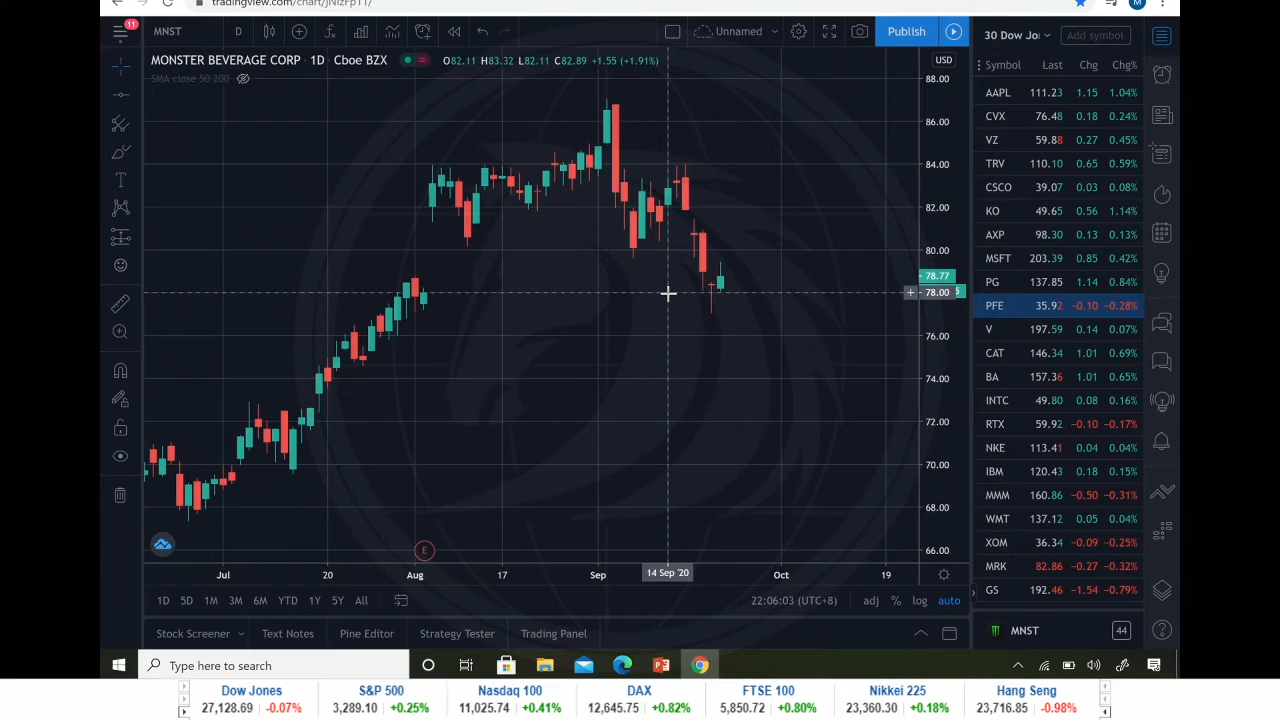 tradingview.com/chart/jNIzFp1T/
M
11
MNST
D
Unnamed
Publish
30 Dow Jo
Add symbol
MONSTER BEVERAGE CORP • 1D • Cboe BZX
O82.11 H83.32 L82.11 C82.89 +1.55 (+1.91%)
SMA close 50 200
USD
88.00
86.00
84.00
82.00
80.00
78.77
78.00
76.00
74.00
72.00
70.00
68.00
66.00
E
Jul
20
Aug
17
Sep
14 Sep '20
Oct
19
Symbol Last Chg Chg%
AAPL 111.23 1.15 1.04%
CVX 76.48 0.18 0.24%
VZ 59.88 0.27 0.45%
TRV 110.10 0.65 0.59%
CSCO 39.07 0.03 0.08%
KO 49.65 0.56 1.14%
AXP 98.30 0.13 0.13%
MSFT 203.39 0.85 0.42%
PG 137.85 1.14 0.84%
PFE 35.92 −0.10 −0.28%
V 197.59 0.14 0.07%
CAT 146.34 1.01 0.69%
BA 157.36 1.01 0.65%
INTC 49.80 0.08 0.16%
RTX 59.92 −0.10 −0.17%
NKE 113.41 0.04 0.04%
IBM 120.43 0.18 0.15%
MMM 160.86 −0.50 −0.31%
WMT 137.12 0.05 0.04%
XOM 36.34 −0.09 −0.25%
MRK 82.86 −0.27 −0.32%
GS 192.46 −1.54 −0.79%
1D 5D 1M 3M 6M YTD 1Y 5Y All
22:06:03 (UTC+8)
adj % log auto
Stock Screener Text Notes Pine Editor Strategy Tester Trading Panel
MNST
44
Type here to search
Dow Jones S&P 500 Nasdaq 100 DAX FTSE 100 Nikkei 225 Hang Seng
27,128.69 -0.07% 3,289.10 +0.25% 11,025.74 +0.41% 12,645.75 +0.82% 5,850.72 +0.80% 23,360.30 +0.18% 23,716.85 -0.98%